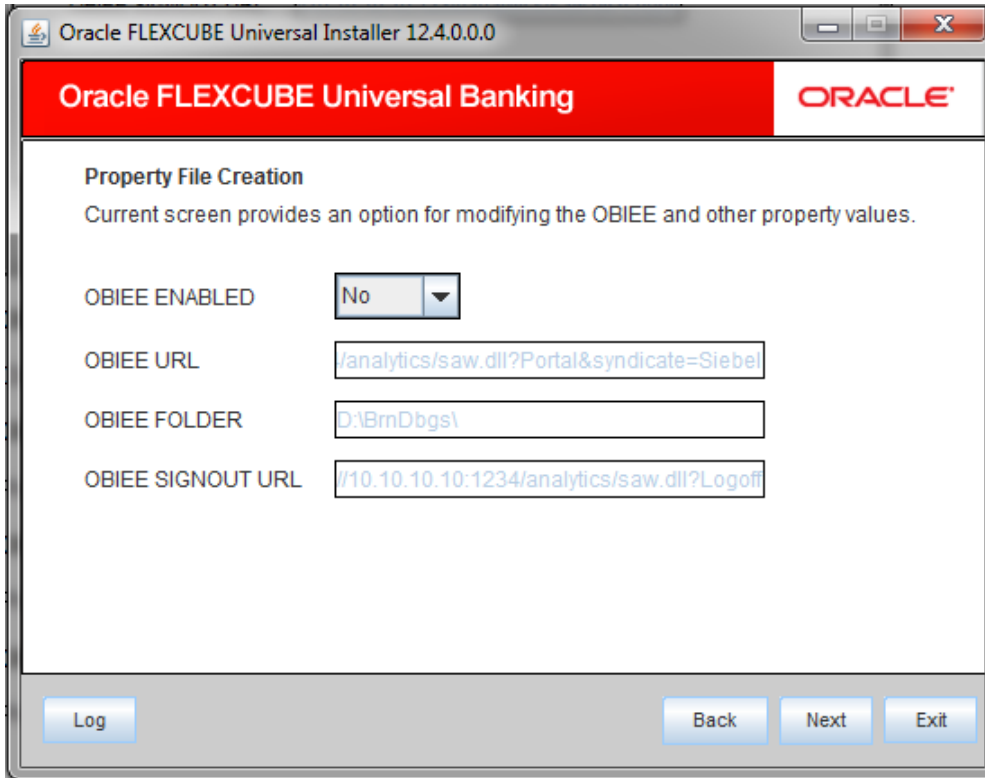 Oracle FLEXCUBE Universal Installer 12.4.0.0.0
Oracle FLEXCUBE Universal Banking
ORACLE
Property File Creation
Current screen provides an option for modifying the OBIEE and other property values.
OBIEE ENABLED No
OBIEE URL /analytics/saw.dll?Portal&syndicate=Siebel
OBIEE FOLDER D:\BrnDbgs\
OBIEE SIGNOUT URL //10.10.10.10:1234/analytics/saw.dll?Logoff
Log Back Next Exit